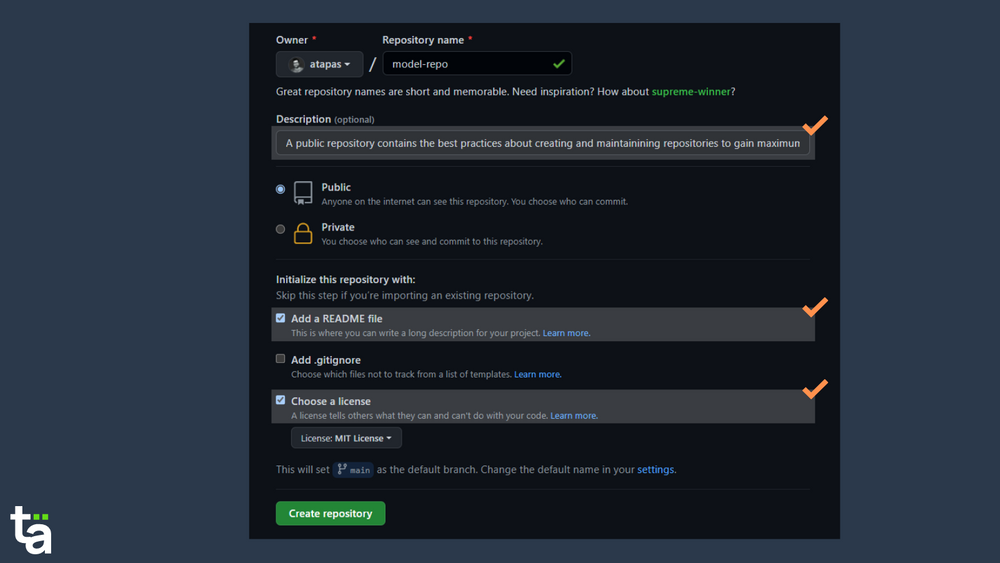 Owner * Repository name *
atapas / model-repo
Great repository names are short and memorable. Need inspiration? How about supreme-winner?
Description (optional)
A public repository contains the best practices about creating and maintainining repositories to gain maximun
Public
Anyone on the internet can see this repository. You choose who can commit.
Private
You choose who can see and commit to this repository.
Initialize this repository with:
Skip this step if you're importing an existing repository.
Add a README file
This is where you can write a long description for your project. Learn more.
Add .gitignore
Choose which files not to track from a list of templates. Learn more.
Choose a license
A license tells others what they can and can't do with your code. Learn more.
License: MIT License
This will set main as the default branch. Change the default name in your settings.
Create repository
tä